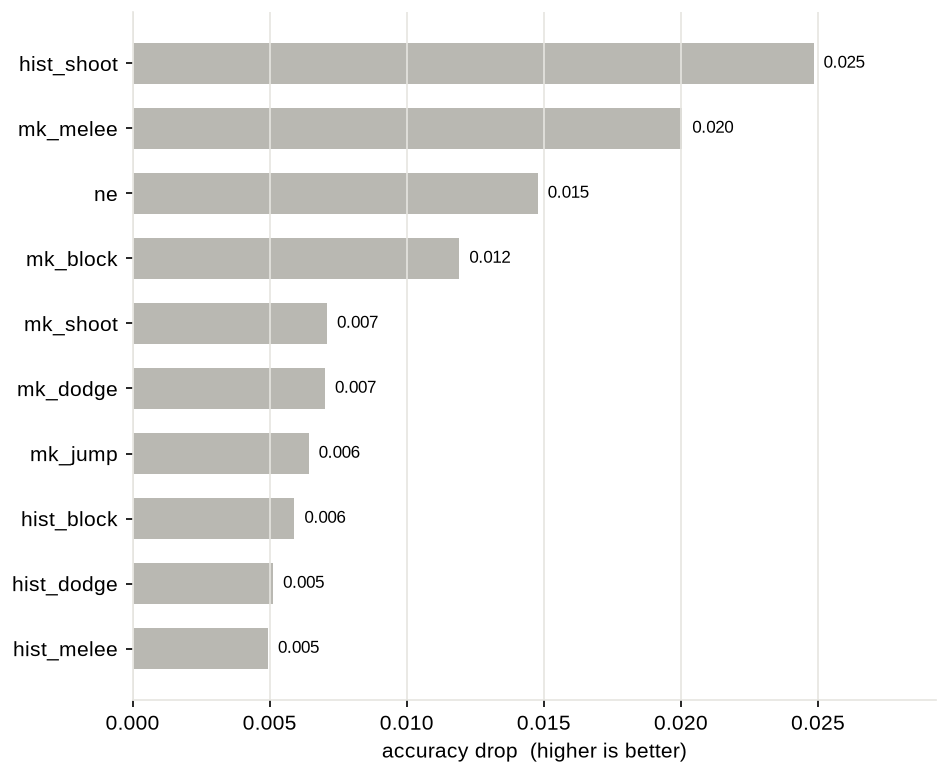 hist_shoot 0.025
mk_melee 0.020
ne 0.015
mk_block 0.012
mk_shoot 0.007
mk_dodge 0.007
mk_jump 0.006
hist_block 0.006
hist_dodge 0.005
hist_melee 0.005
0.000 0.005 0.010 0.015 0.020 0.025
accuracy drop (higher is better)